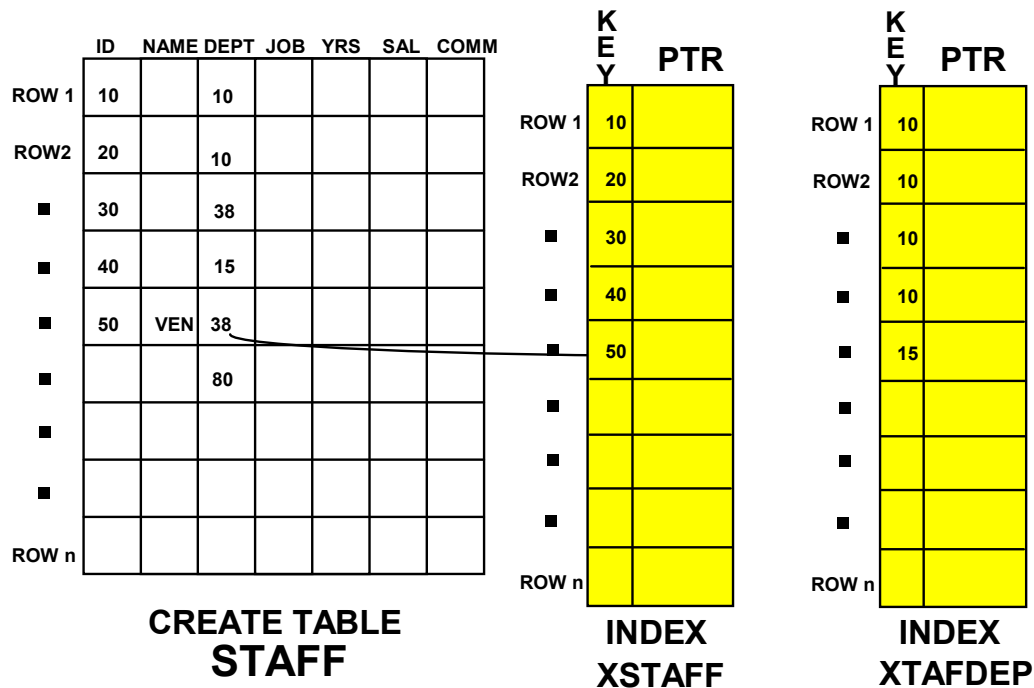 ID NAME DEPT JOB YRS SAL COMM
ROW 1 10 10
ROW2 20 10
30 38
40 15
50 VEN 38
80
ROW n
CREATE TABLE
STAFF
KEY PTR
ROW 1 10
ROW2 20
30
40
50
ROW n
INDEX
XSTAFF
KEY PTR
ROW 1 10
ROW2 10
10
10
15
ROW n
INDEX
XTAFDEP